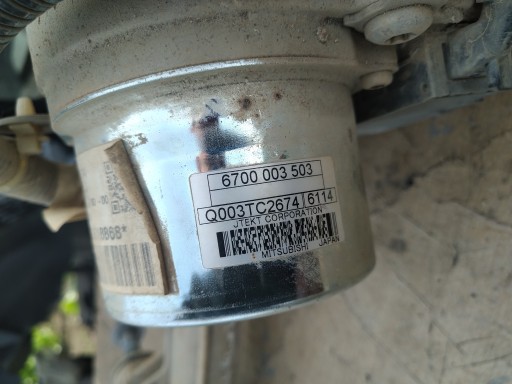 6700 003 503
Q003TC2674 6114
JTEKT CORPORATION
MITSUBISHI JAPAN